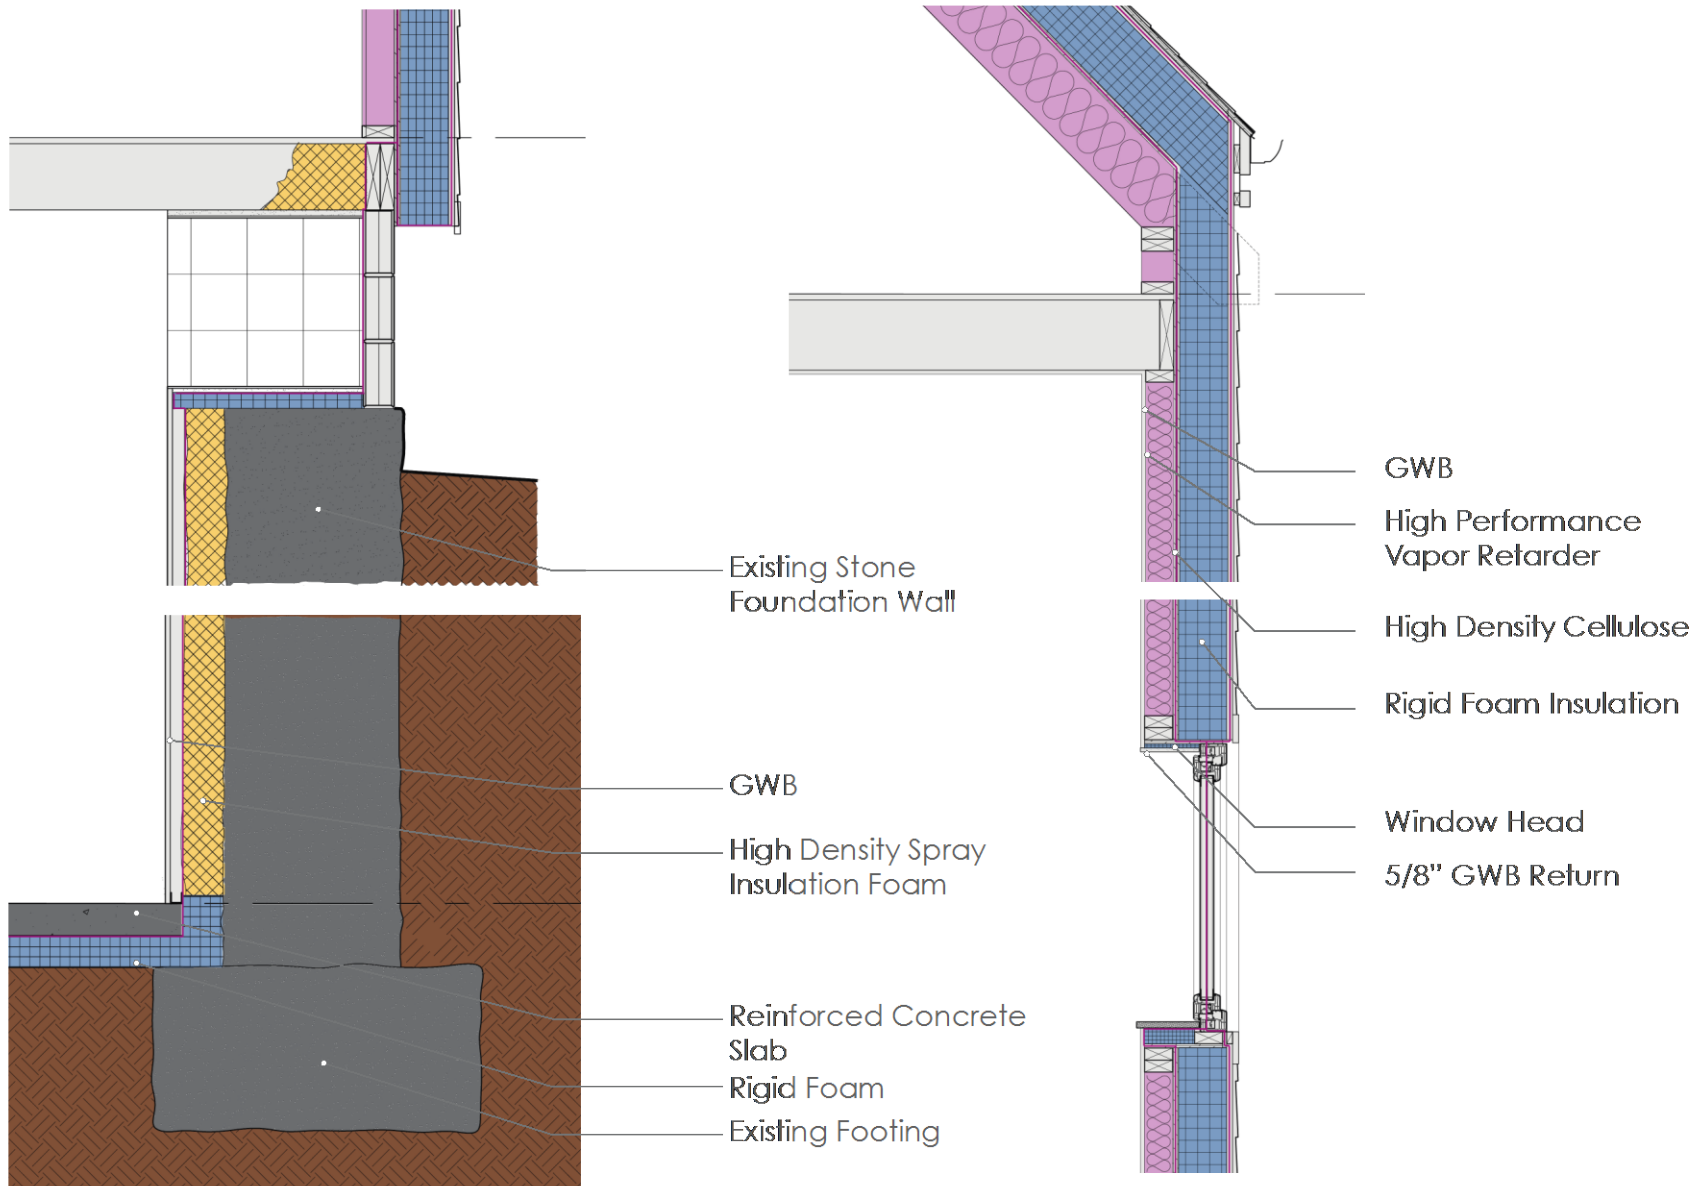 Existing Stone
Foundation Wall
GWB
High Density Spray
Insulation Foam
Reinforced Concrete
Slab
Rigid Foam
Existing Footing
GWB
High Performance
Vapor Retarder
High Density Cellulose
Rigid Foam Insulation
Window Head
5/8” GWB Return